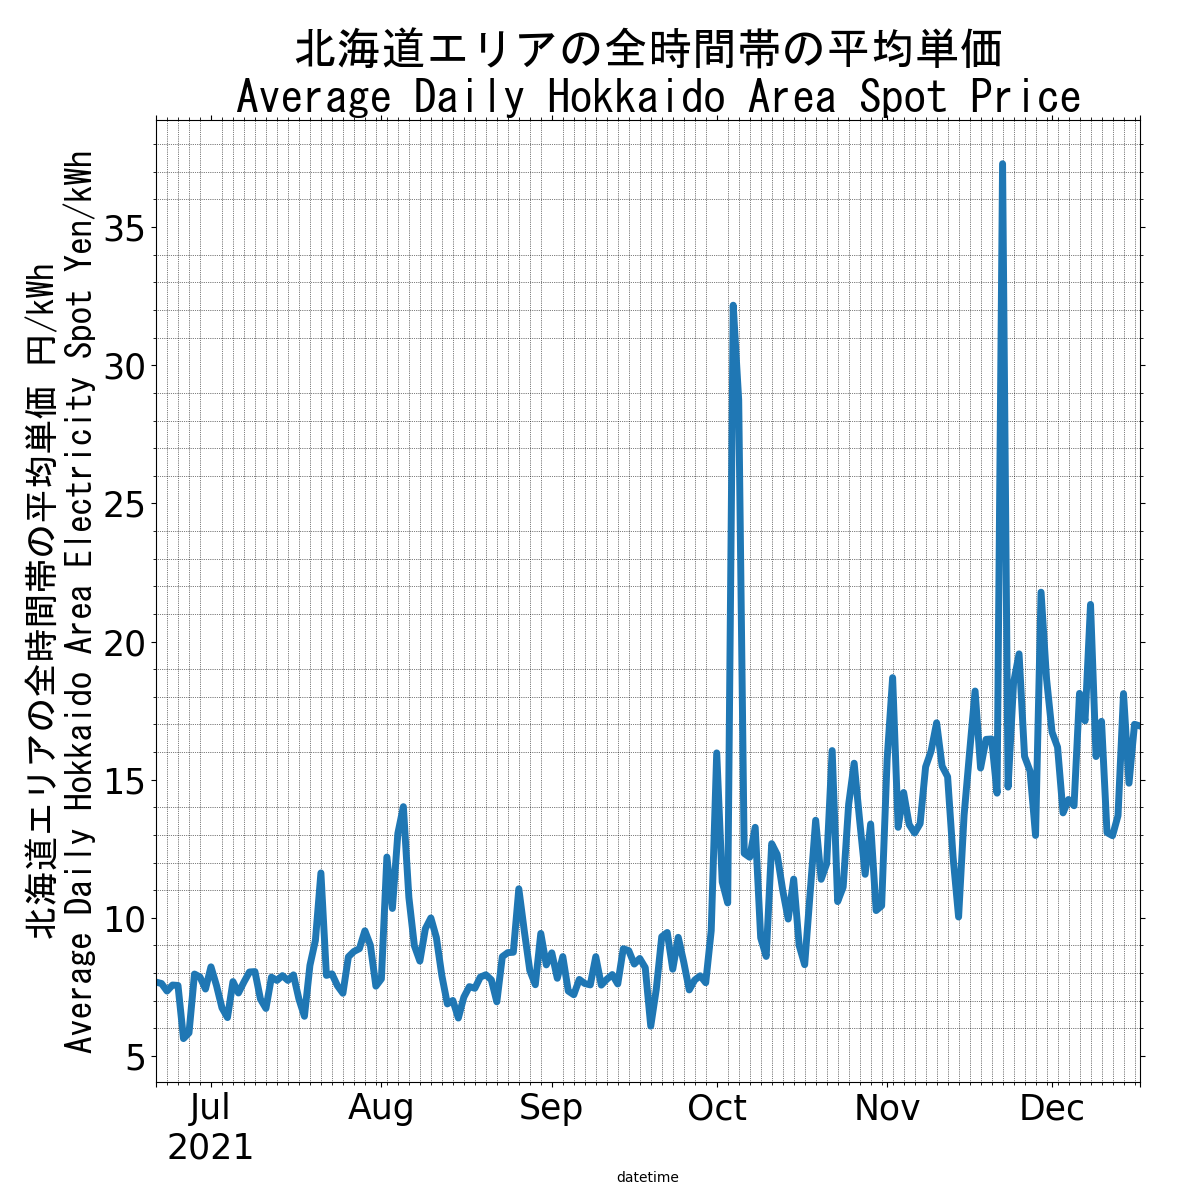 北海道エリアの全時間帯の平均単価
Average Daily Hokkaido Area Spot Price
北海道エリアの全時間帯の平均単価 円/kWh
Average Daily Hokkaido Area Electricity Spot Yen/kWh
35
30
25
20
15
10
5
Jul Aug Sep Oct Nov Dec
2021
datetime